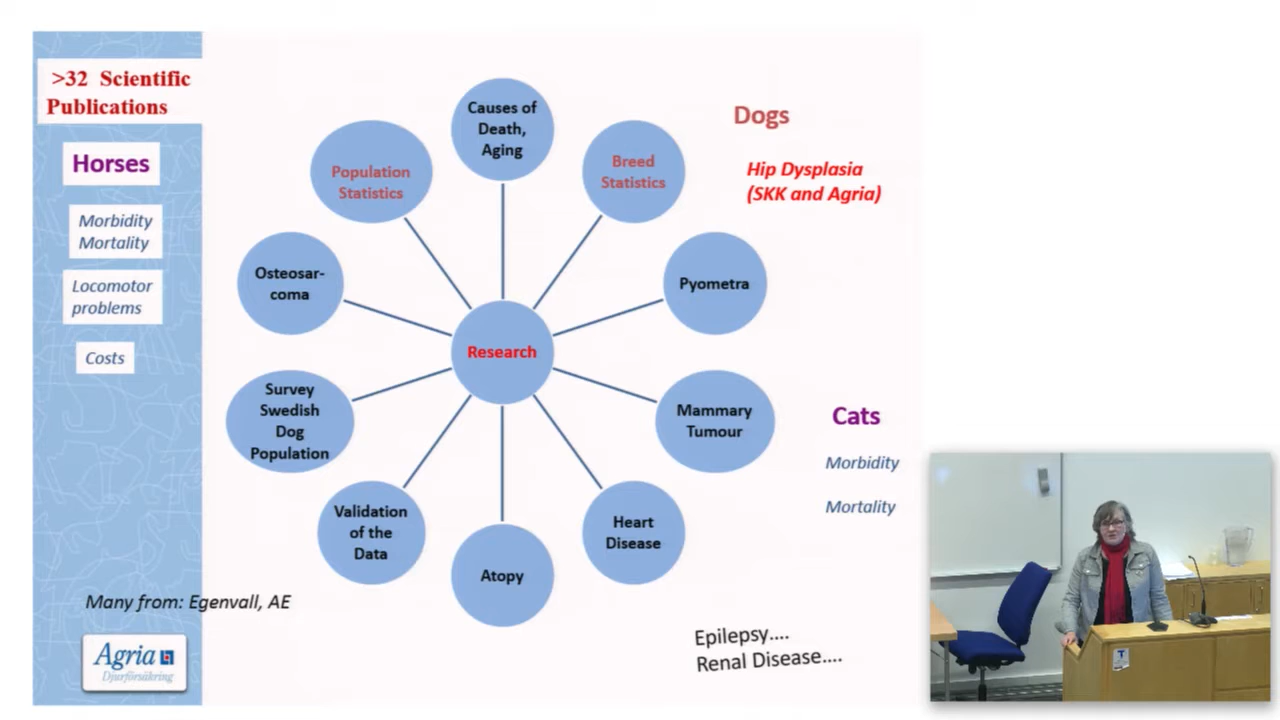 >32 Scientific
Publications
Horses
Morbidity
Mortality
Locomotor
problems
Costs
Many from: Egenvall, AE
Agria
Djurförsäkring
Causes of
Death,
Aging
Breed
Statistics
Pyometra
Mammary
Tumour
Heart
Disease
Atopy
Validation
of the
Data
Survey
Swedish
Dog
Population
Osteosar-
coma
Population
Statistics
Research
Dogs
Hip Dysplasia
(SKK and Agria)
Cats
Morbidity
Mortality
Epilepsy....
Renal Disease....